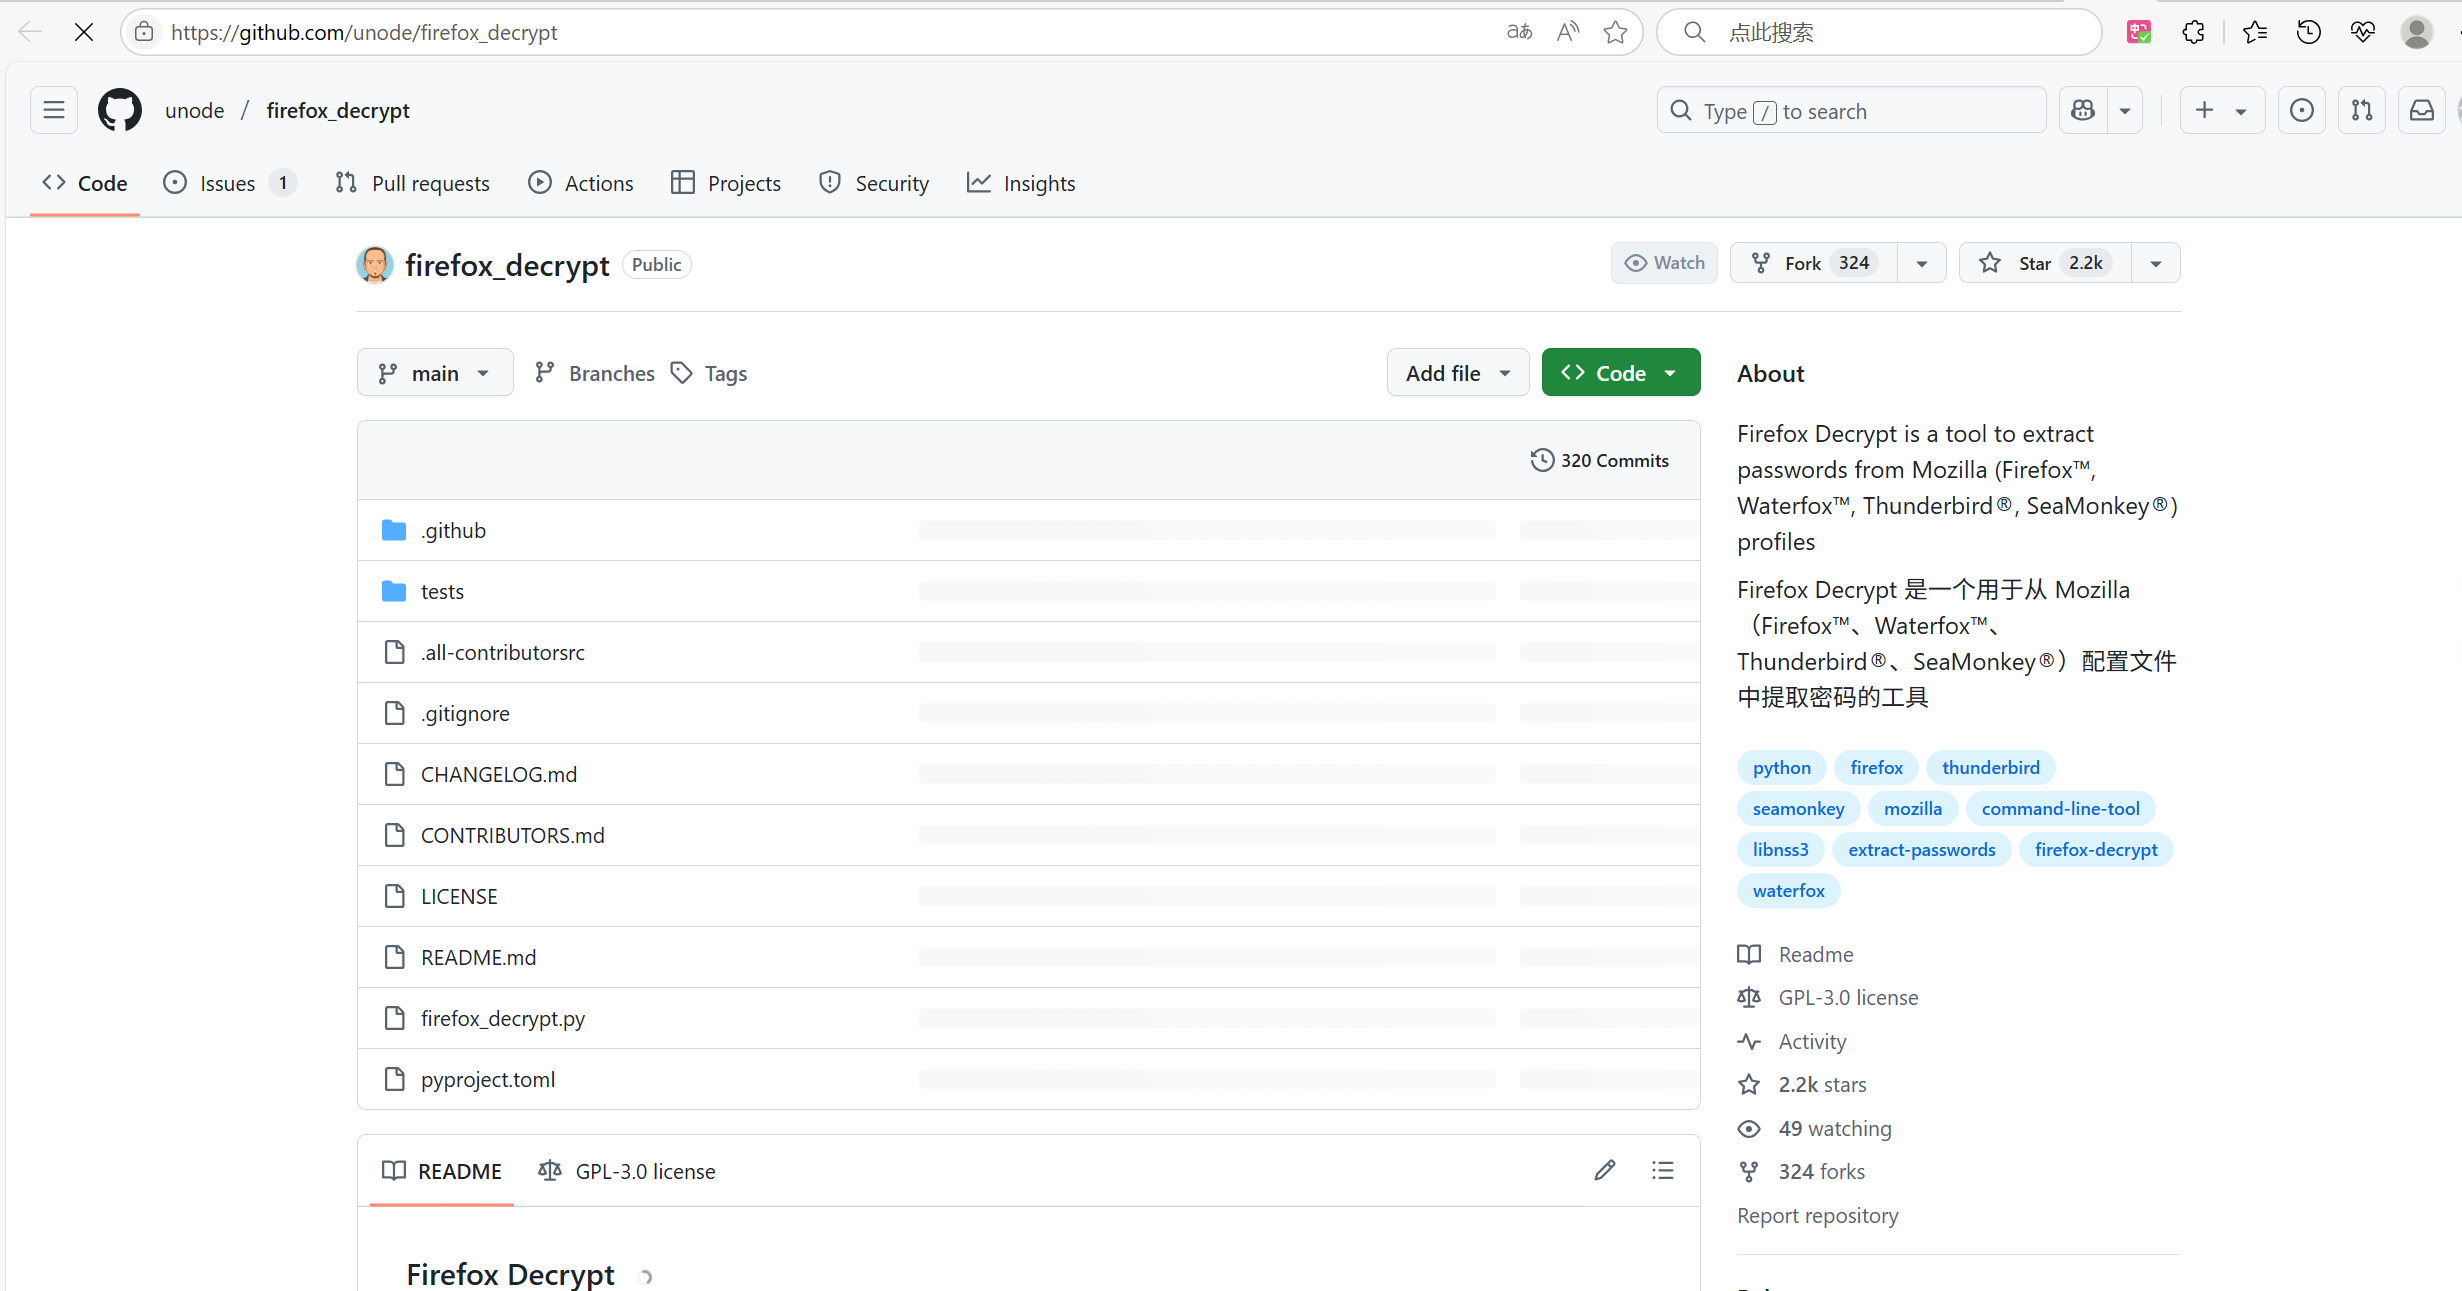 https://github.com/unode/firefox_decrypt
点此搜索
unode / firefox_decrypt
Type / to search
Code
Issues 1
Pull requests
Actions
Projects
Security
Insights
firefox_decrypt Public
Watch
Fork 324
Star 2.2k
main
Branches
Tags
Add file
Code
320 Commits
.github
tests
.all-contributorsrc
.gitignore
CHANGELOG.md
CONTRIBUTORS.md
LICENSE
README.md
firefox_decrypt.py
pyproject.toml
README
GPL-3.0 license
Firefox Decrypt
About
Firefox Decrypt is a tool to extract
passwords from Mozilla (Firefox™,
Waterfox™, Thunderbird®, SeaMonkey®)
profiles
Firefox Decrypt 是一个用于从 Mozilla
（Firefox™、Waterfox™、
Thunderbird®、SeaMonkey®）配置文件
中提取密码的工具
python firefox thunderbird
seamonkey mozilla command-line-tool
libnss3 extract-passwords firefox-decrypt
waterfox
Readme
GPL-3.0 license
Activity
2.2k stars
49 watching
324 forks
Report repository